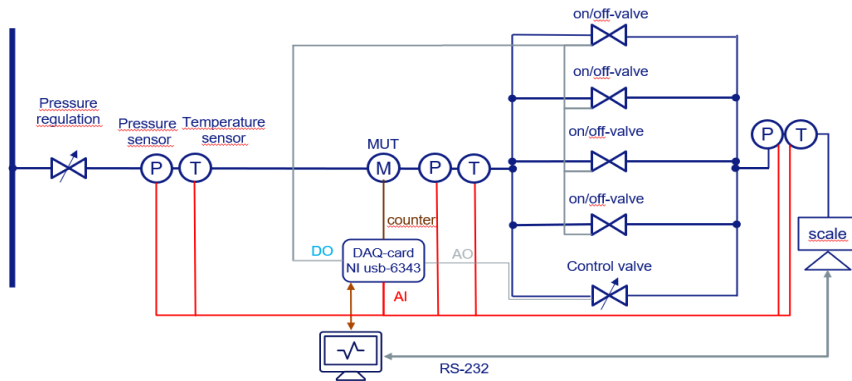 on/off-valve
on/off-valve
Pressure
regulation
Pressure
sensor
Temperature
sensor
MUT
on/off-valve
P
T
M
P
T
P
T
on/off-valve
counter
scale
DO
DAQ-card
NI usb-6343
AO
Control valve
AI
RS-232